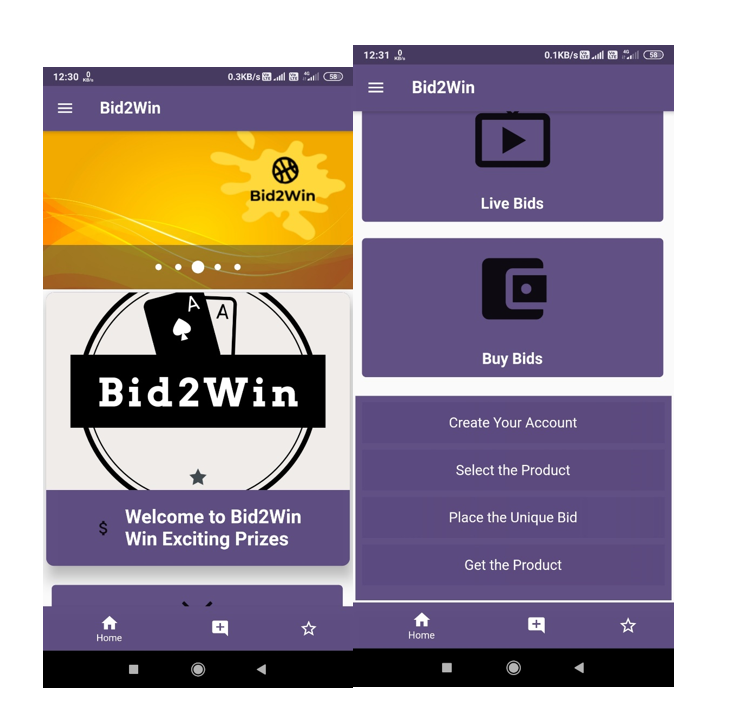 12:30 0 KB/s 0.3KB/s 4G 58
Bid2Win
Bid2Win
A A
Bid2Win
$ Welcome to Bid2Win
Win Exciting Prizes
Home
12:31 0 KB/s 0.1KB/s 4G 58
Bid2Win
Live Bids
Buy Bids
Create Your Account
Select the Product
Place the Unique Bid
Get the Product
Home